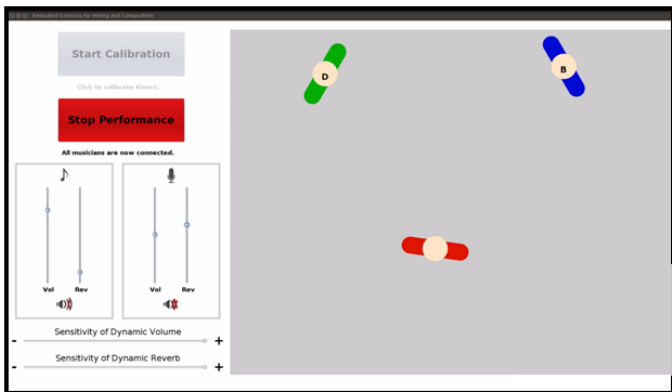 Embodied Controls for Mixing and Composition
Start Calibration
Click to calibrate Kinect.
Stop Performance
All musicians are now connected.
Vol Rev
Vol Rev
Sensitivity of Dynamic Volume
- +
Sensitivity of Dynamic Reverb
- +
D
B